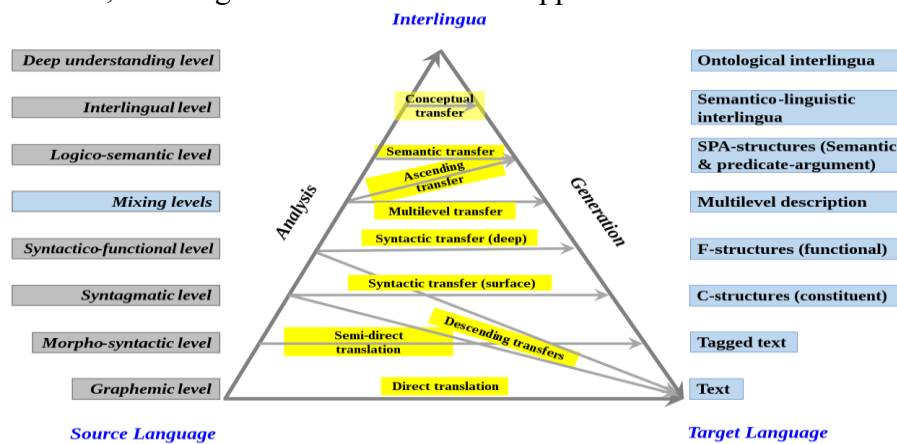 Interlingua
Deep understanding level
Ontological interlingua
Interlingual level
Conceptual
transfer
Semantico-linguistic
interlingua
Logico-semantic level
Semantic transfer
SPA-structures (Semantic
& predicate-argument)
Ascending
transfer
Mixing levels
Multilevel transfer
Multilevel description
Analysis
Generation
Syntactico-functional level
Syntactic transfer (deep)
F-structures (functional)
Syntagmatic level
Syntactic transfer (surface)
C-structures (constituent)
Descending transfers
Morpho-syntactic level
Semi-direct
translation
Tagged text
Graphemic level
Direct translation
Text
Source Language
Target Language